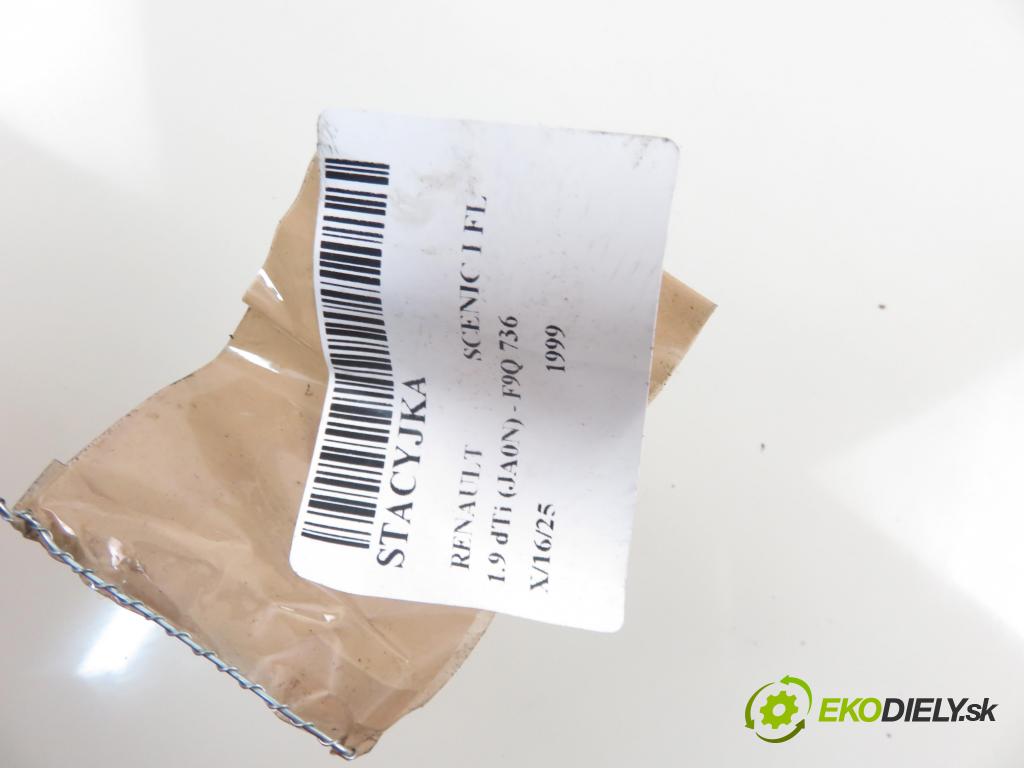 STACYJKA
RENAULT SCENIC I FL
1.9 dTi (JA0N) - F9Q 736
X/16/25 1999
EKODIELY.sk